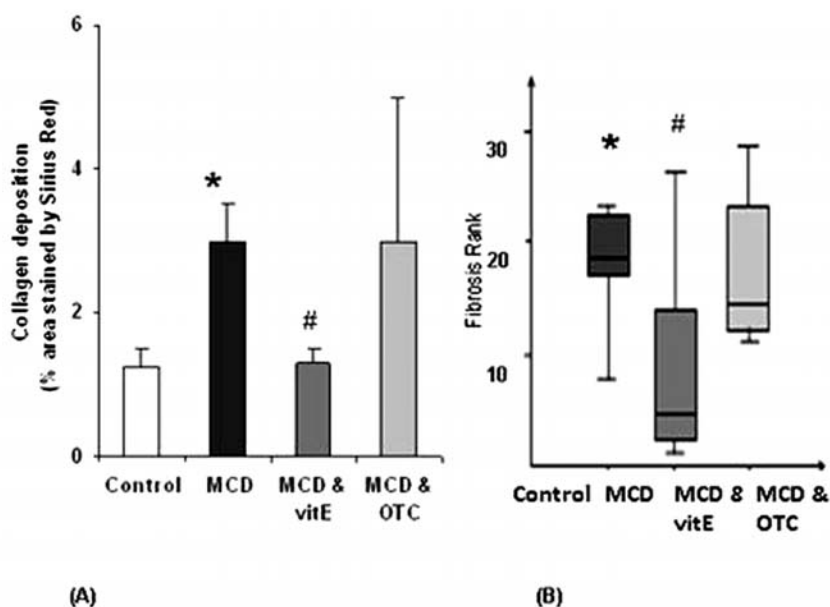 Collagen deposition
(% area stained by Sirius Red)
6
4
2
0
*
#
Control
MCD
MCD &
vitE
MCD &
OTC
(A)
Fibrosis Rank
30
20
10
*
#
Control
MCD
MCD &
vitE
MCD &
OTC
(B)